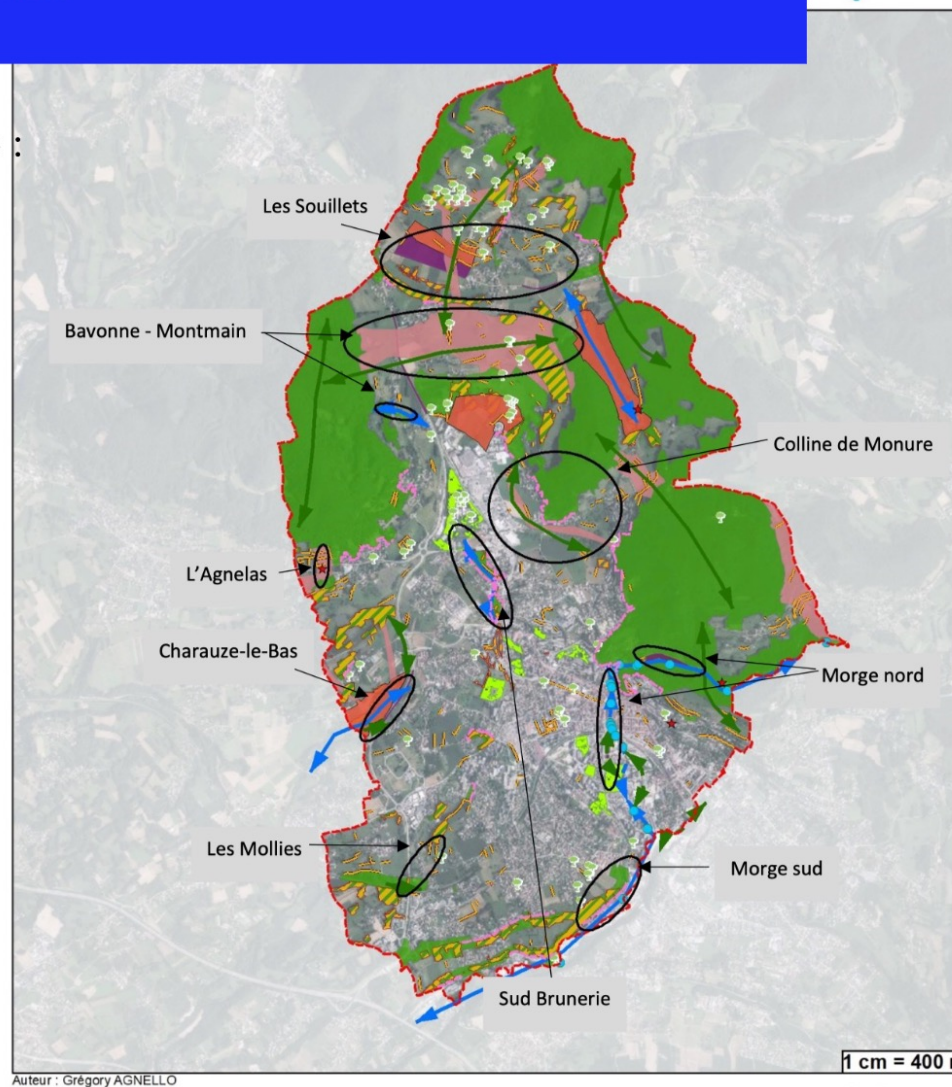 :
Les Souillets
Bavonne - Montmain
Colline de Monure
L'Agnelas
Charauze-le-Bas
Morge nord
Les Mollies
Morge sud
Sud Brunerie
1 cm = 400
Auteur : Grégory AGNELLO